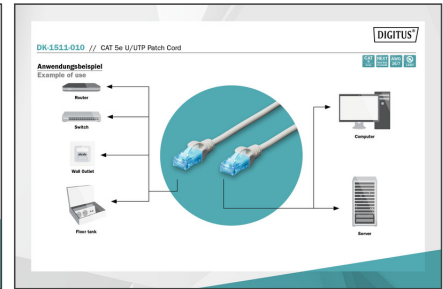 DIGITUS®
DK-1511-010 // CAT 5e U/UTP Patch Cord
Anwendungsbeispiel
Example of use
Router
Switch
Wall Outlet
Floor tank
Computer
Server